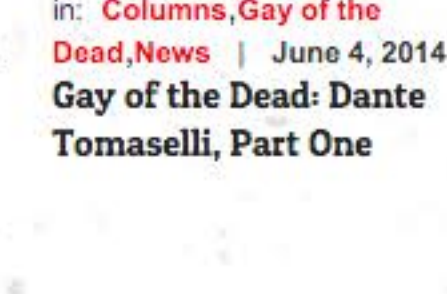 in: Columns,Gay of the
Dead,News | June 4, 2014
Gay of the Dead: Dante
Tomaselli, Part One